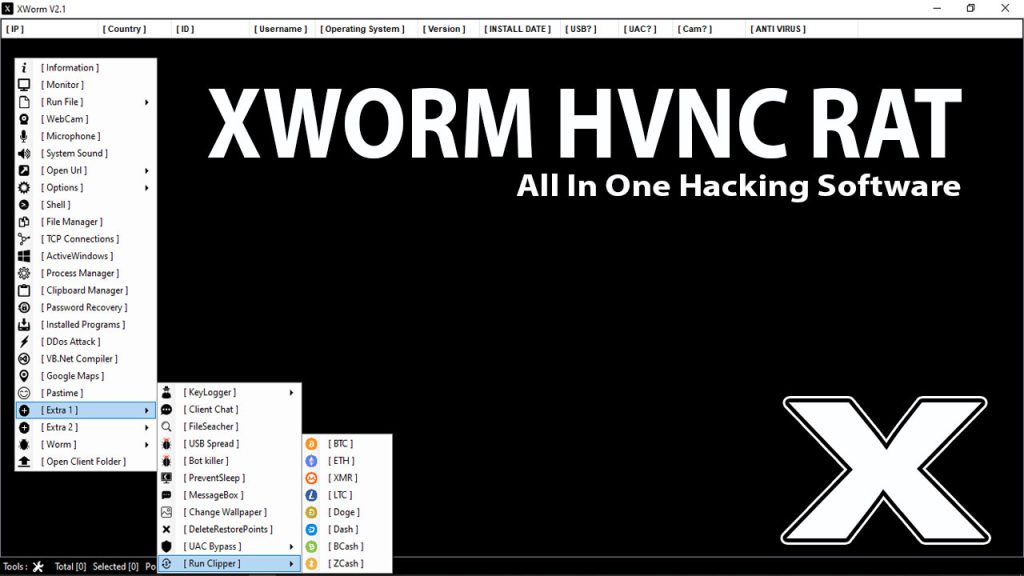 XWorm V2.1
[ IP ] [ Country ] [ ID ] [ Username ] [ Operating System ] [ Version ] [ INSTALL DATE ] [ USB? ] [ UAC? ] [ Cam? ] [ ANTI VIRUS ]
XWORM HVNC RAT
All In One Hacking Software
[ Information ]
[ Monitor ]
[ Run File ]
[ WebCam ]
[ Microphone ]
[ System Sound ]
[ Open Url ]
[ Options ]
[ Shell ]
[ File Manager ]
[ TCP Connections ]
[ ActiveWindows ]
[ Process Manager ]
[ Clipboard Manager ]
[ Password Recovery ]
[ Installed Programs ]
[ DDos Attack ]
[ VB.Net Compiler ]
[ Google Maps ]
[ Pastime ]
[ Extra 1 ]
[ Extra 2 ]
[ Worm ]
[ Open Client Folder ]
[ KeyLogger ]
[ Client Chat ]
[ FileSeacher ]
[ USB Spread ]
[ Bot killer ]
[ PreventSleep ]
[ MessageBox ]
[ Change Wallpaper ]
[ DeleteRestorePoints ]
[ UAC Bypass ]
[ Run Clipper ]
[ BTC ]
[ ETH ]
[ XMR ]
[ LTC ]
[ Doge ]
[ Dash ]
[ BCash ]
[ ZCash ]
X
Tools : Total [0] Selected [0] Po